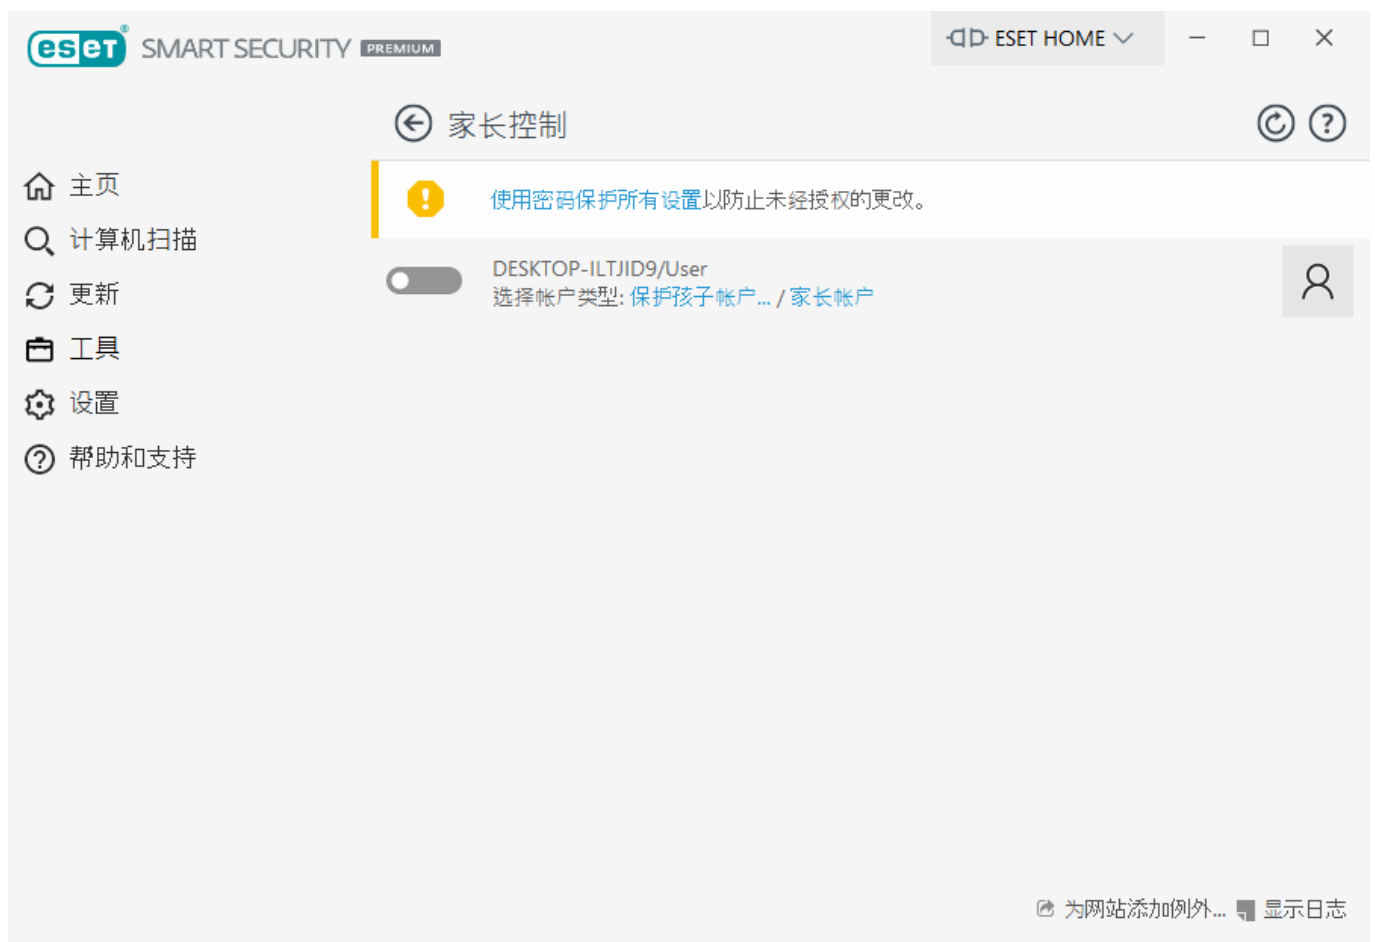 eset® SMART SECURITY PREMIUM
ESET HOME
家长控制
主页
计算机扫描
更新
工具
设置
帮助和支持
使用密码保护所有设置以防止未经授权的更改。
DESKTOP-ILTJID9/User
选择帐户类型: 保护孩子帐户... / 家长帐户
为网站添加例外... 显示日志